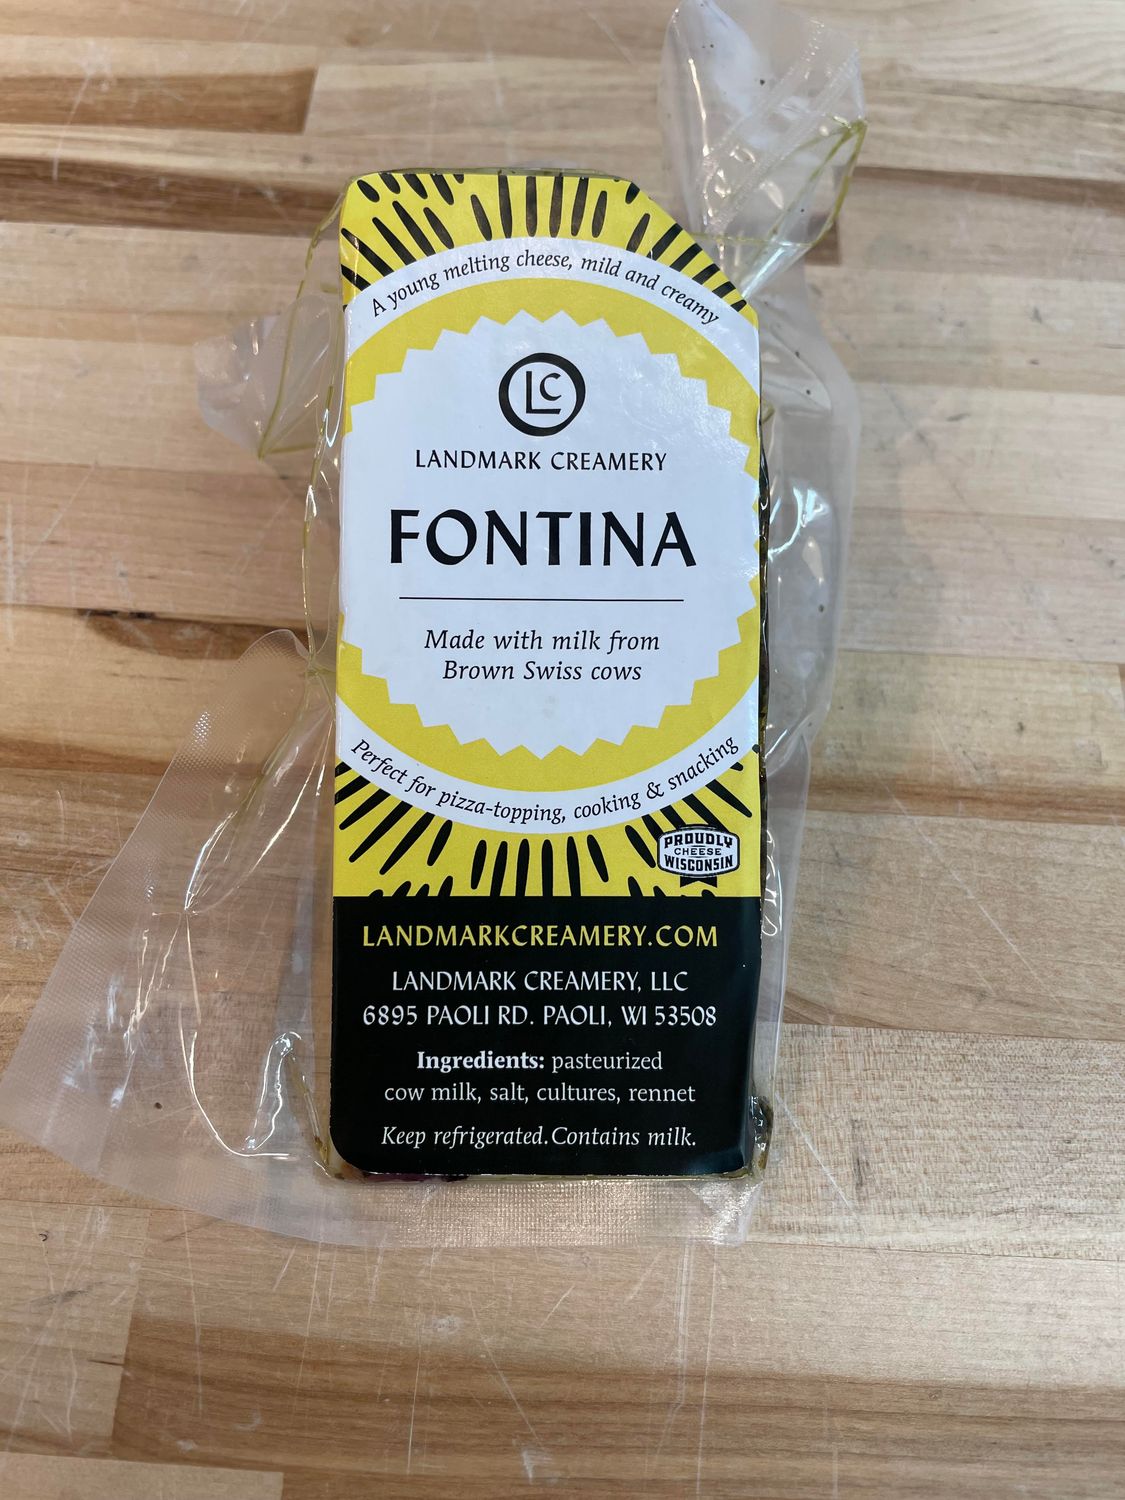 A young melting cheese, mild and creamy
LC
LANDMARK CREAMERY
FONTINA
Made with milk from
Brown Swiss cows
Perfect for pizza-topping, cooking & snacking
PROUDLY
CHEESE
WISCONSIN
LANDMARKCREAMERY.COM
LANDMARK CREAMERY, LLC
6895 PAOLI RD. PAOLI, WI 53508
Ingredients: pasteurized
cow milk, salt, cultures, rennet
Keep refrigerated. Contains milk.